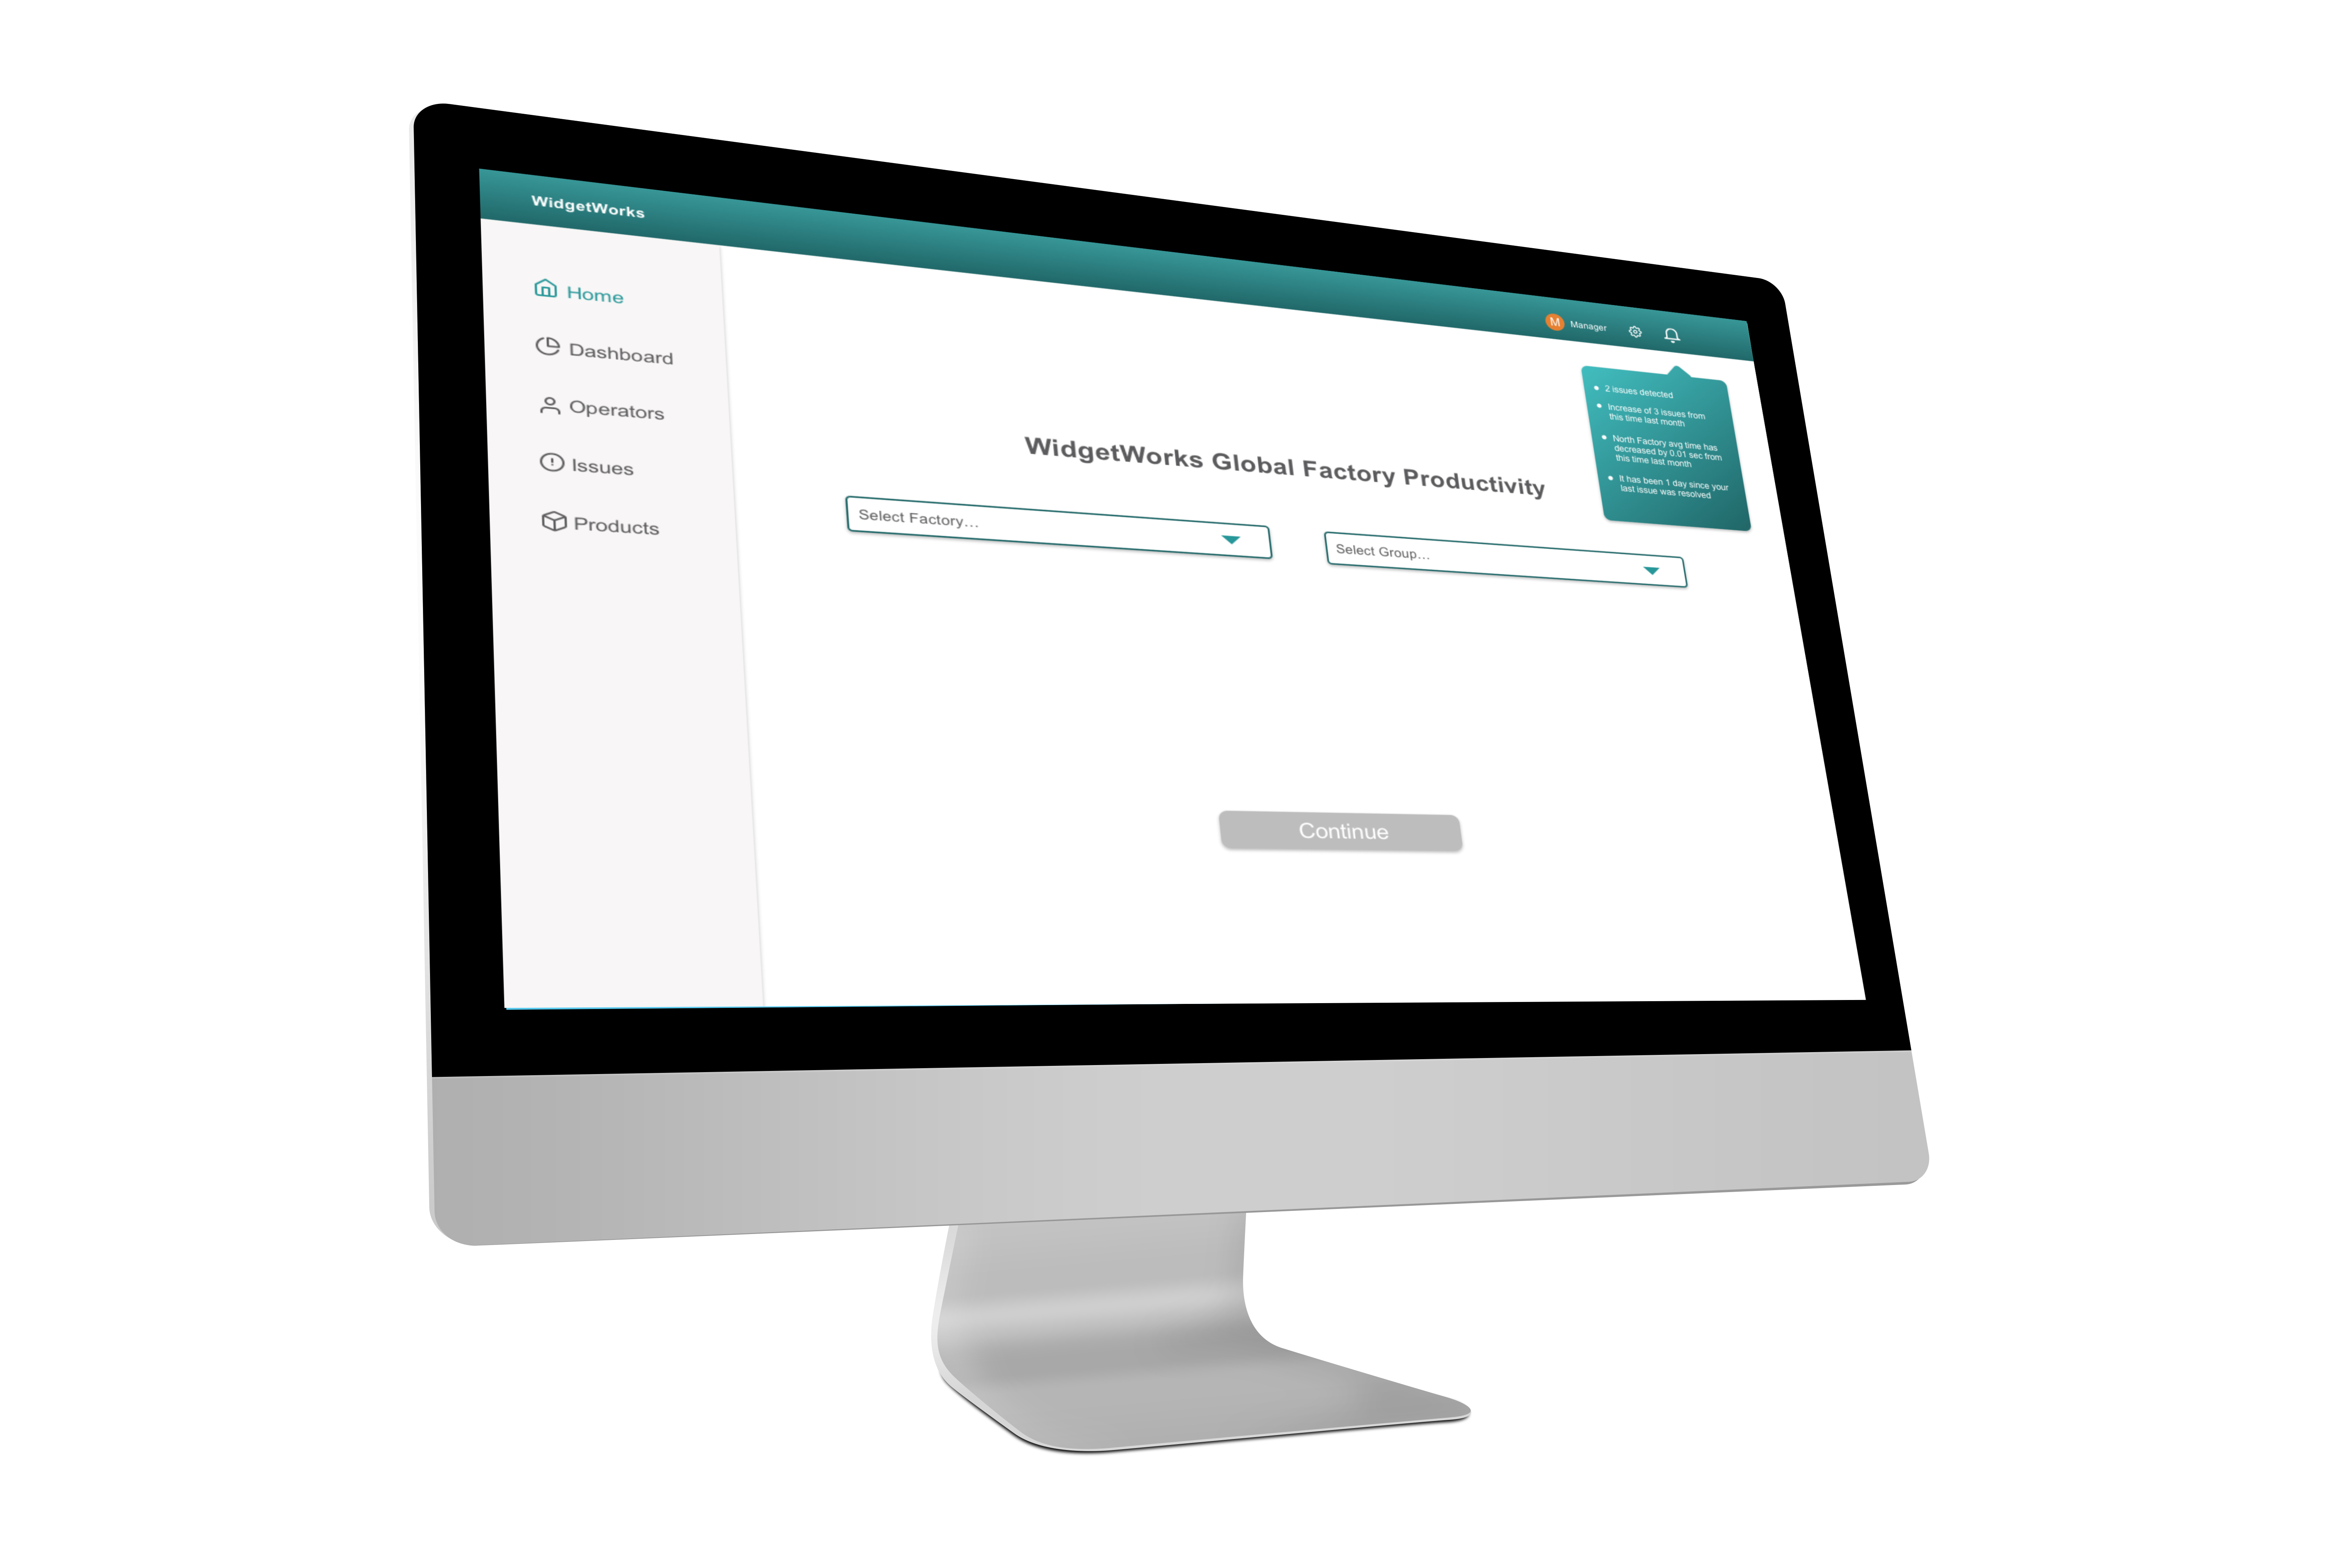 WidgetWorks
M Manager
Home
Dashboard
Operators
Issues
Products
2 issues detected
Increase of 3 issues from
this time last month
North Factory avg time has
decreased by 0.01 sec from
this time last month
It has been 1 day since your
last issue was resolved
WidgetWorks Global Factory Productivity
Select Factory...
Select Group...
Continue